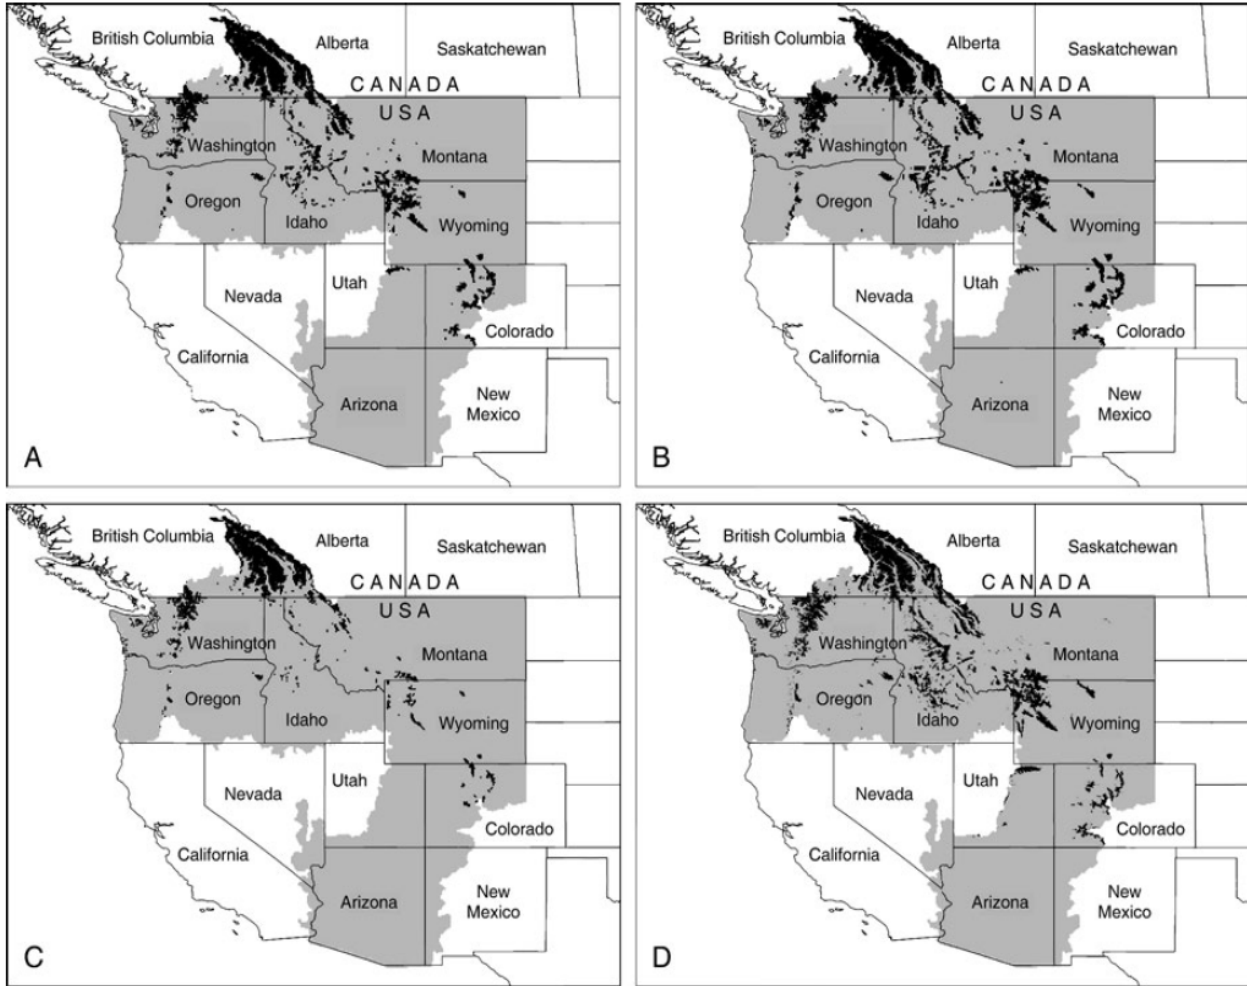 British Columbia
Alberta
Saskatchewan
CANADA
USA
Washington
Montana
Oregon
Idaho
Wyoming
Nevada
Utah
Colorado
California
Arizona
New
Mexico
A
British Columbia
Alberta
Saskatchewan
CANADA
USA
Washington
Montana
Oregon
Idaho
Wyoming
Nevada
Utah
Colorado
California
Arizona
New
Mexico
B
British Columbia
Alberta
Saskatchewan
CANADA
USA
Washington
Montana
Oregon
Idaho
Wyoming
Nevada
Utah
Colorado
California
Arizona
New
Mexico
C
British Columbia
Alberta
Saskatchewan
CANADA
USA
Washington
Montana
Oregon
Idaho
Wyoming
Nevada
Utah
Colorado
California
Arizona
New
Mexico
D